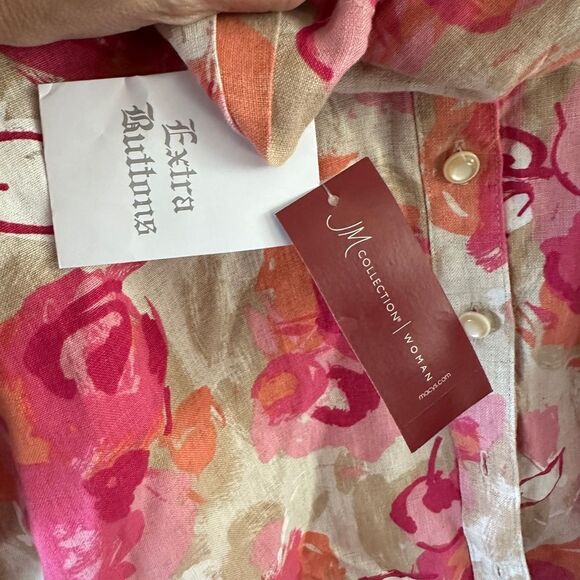 Extra
Buttons
JM
COLLECTION® | WOMAN
macys.com